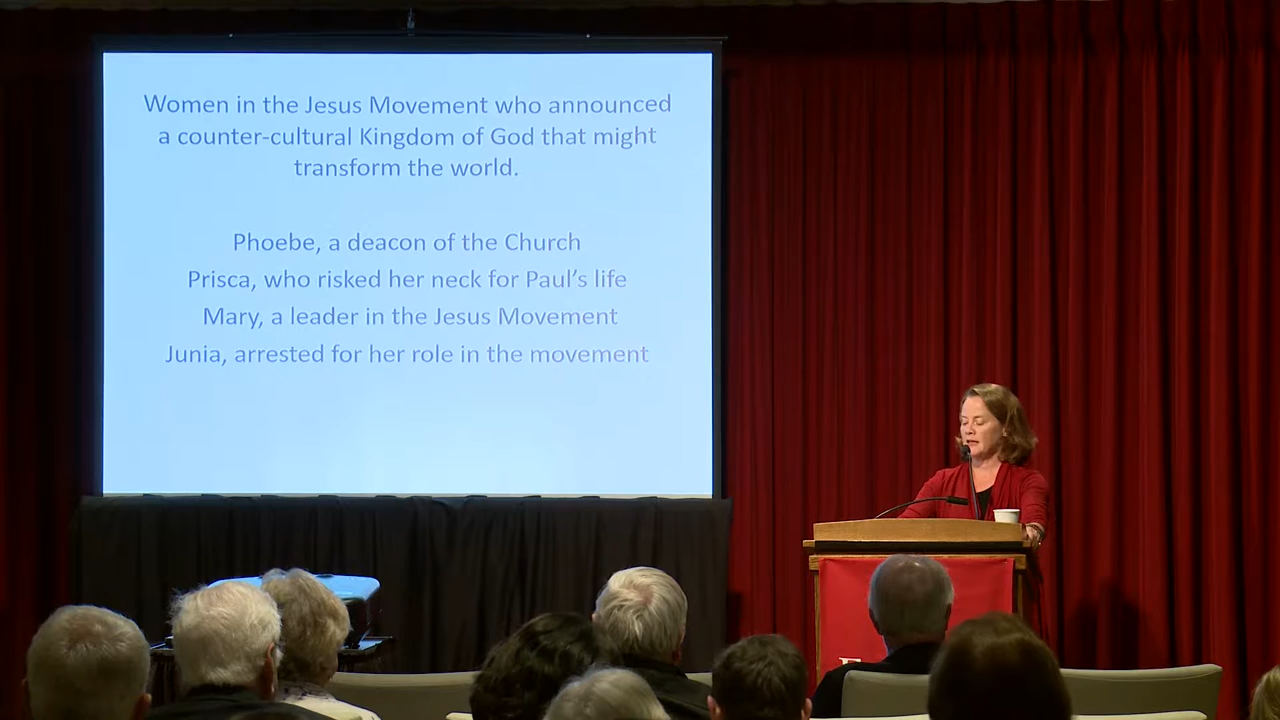 Women in the Jesus Movement who announced
a counter-cultural Kingdom of God that might
transform the world.
Phoebe, a deacon of the Church
Prisca, who risked her neck for Paul's life
Mary, a leader in the Jesus Movement
Junia, arrested for her role in the movement